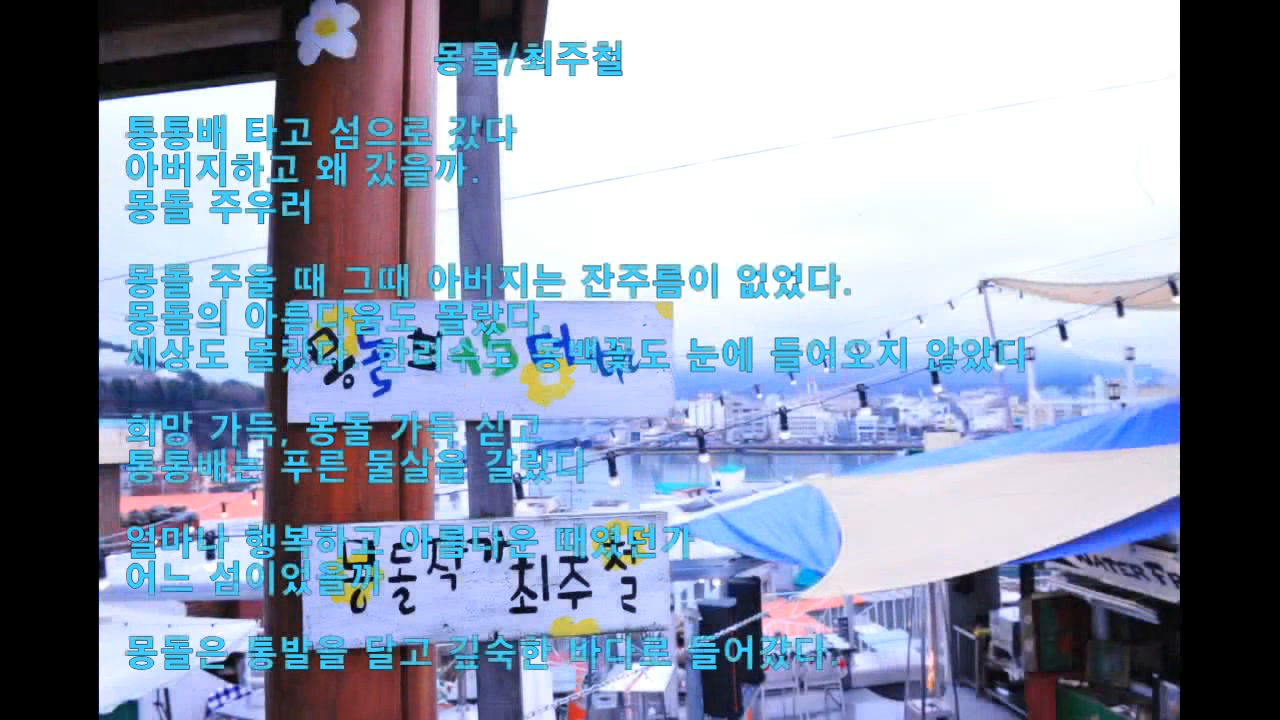 몽돌/최주철
통통배 타고 섬으로 갔다
아버지하고 왜 갔을까.
몽돌 주우러
몽돌 주울 때 그때 아버지는 잔주름이 없었다.
몽돌의 아름다움도 몰랐다.
세상도 몰랐다. 한려수도 동백꽃도 눈에 들여오지 않았다
희망 가득, 몽돌 가득 싣고
통통배는 푸른 물살을 갈랐다
얼마나 행복하고 아름다운 때였던가
어느 섬이있을까
몽돌은 통발을 달고 깊숙한 바다로 들어갔다.
몽돌
몽돌작가 최주철
WATER